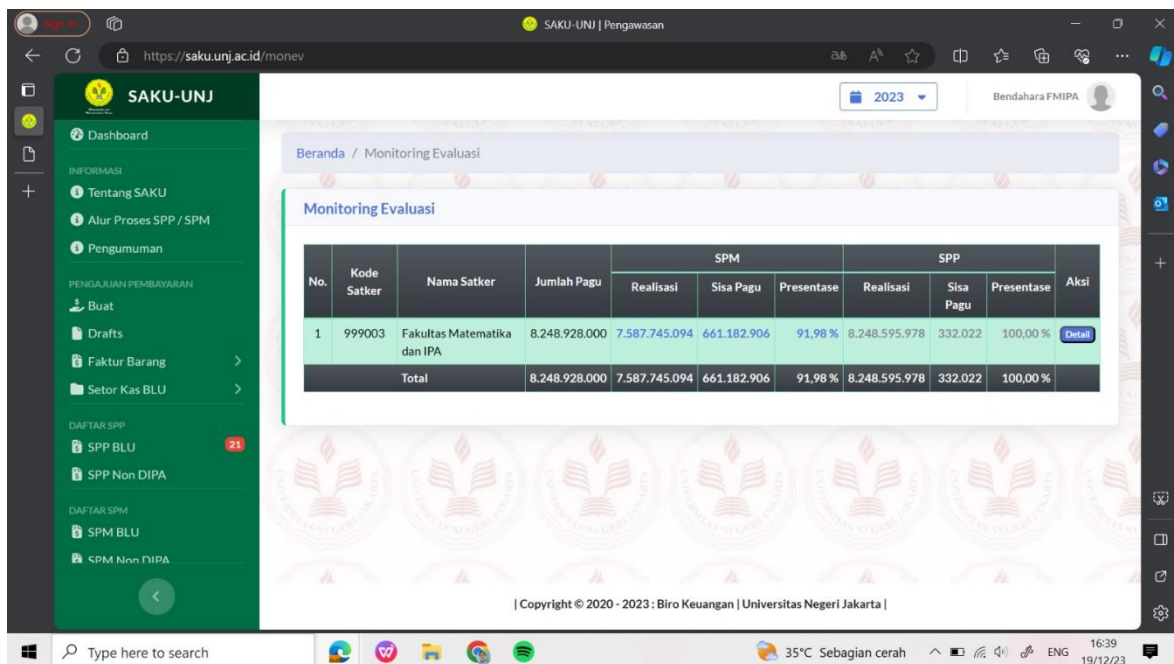 Sign in
SAKU-UNJ | Pengawasan
https://saku.unj.ac.id/monev
SAKU-UNJ
2023
Bendahara FMIPA
Dashboard
INFORMASI
Tentang SAKU
Alur Proses SPP / SPM
Pengumuman
PENGAJUAN PEMBAYARAN
Buat
Drafts
Faktur Barang
Setor Kas BLU
DAFTAR SPP
SPP BLU 21
SPP Non DIPA
DAFTAR SPM
SPM BLU
SPM Non DIPA
Beranda / Monitoring Evaluasi
Monitoring Evaluasi
No. Kode Satker Nama Satker Jumlah Pagu SPM SPP Aksi
Realisasi Sisa Pagu Presentase Realisasi Sisa Pagu Presentase
1 999003 Fakultas Matematika dan IPA 8.248.928.000 7.587.745.094 661.182.906 91,98 % 8.248.595.978 332.022 100,00 % Detail
Total 8.248.928.000 7.587.745.094 661.182.906 91,98 % 8.248.595.978 332.022 100,00 %
| Copyright © 2020 - 2023 : Biro Keuangan | Universitas Negeri Jakarta |
Type here to search
35°C Sebagian cerah
ENG
16:39
19/12/23